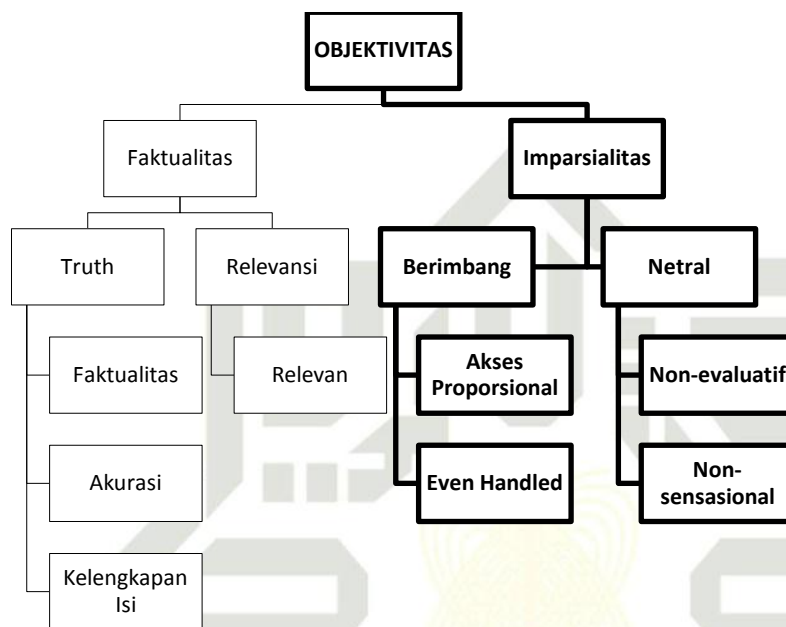 OBJEKTIVITAS
Faktualitas
Imparsialitas
Truth
Relevansi
Berimbang
Netral
Faktualitas
Relevan
Akses
Proporsional
Non-evaluatif
Akurasi
Even Handled
Non-
sensasional
Kelengkapan
Isi